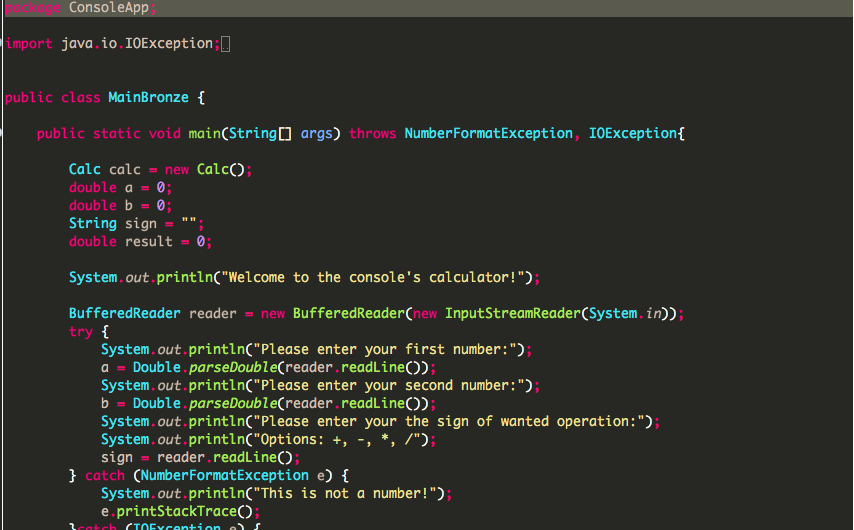 package ConsoleApp;
import java.io.IOException;
public class MainBronze {
public static void main(String[] args) throws NumberFormatException, IOException{
Calc calc = new Calc();
double a = 0;
double b = 0;
String sign = "";
double result = 0;
System.out.println("Welcome to the console's calculator!");
BufferedReader reader = new BufferedReader(new InputStreamReader(System.in));
try {
System.out.println("Please enter your first number:");
a = Double.parseDouble(reader.readLine());
System.out.println("Please enter your second number:");
b = Double.parseDouble(reader.readLine());
System.out.println("Please enter your the sign of wanted operation:");
System.out.println("Options: +, -, *, /");
sign = reader.readLine();
} catch (NumberFormatException e) {
System.out.println("This is not a number!");
e.printStackTrace();
}catch (IOException e) {